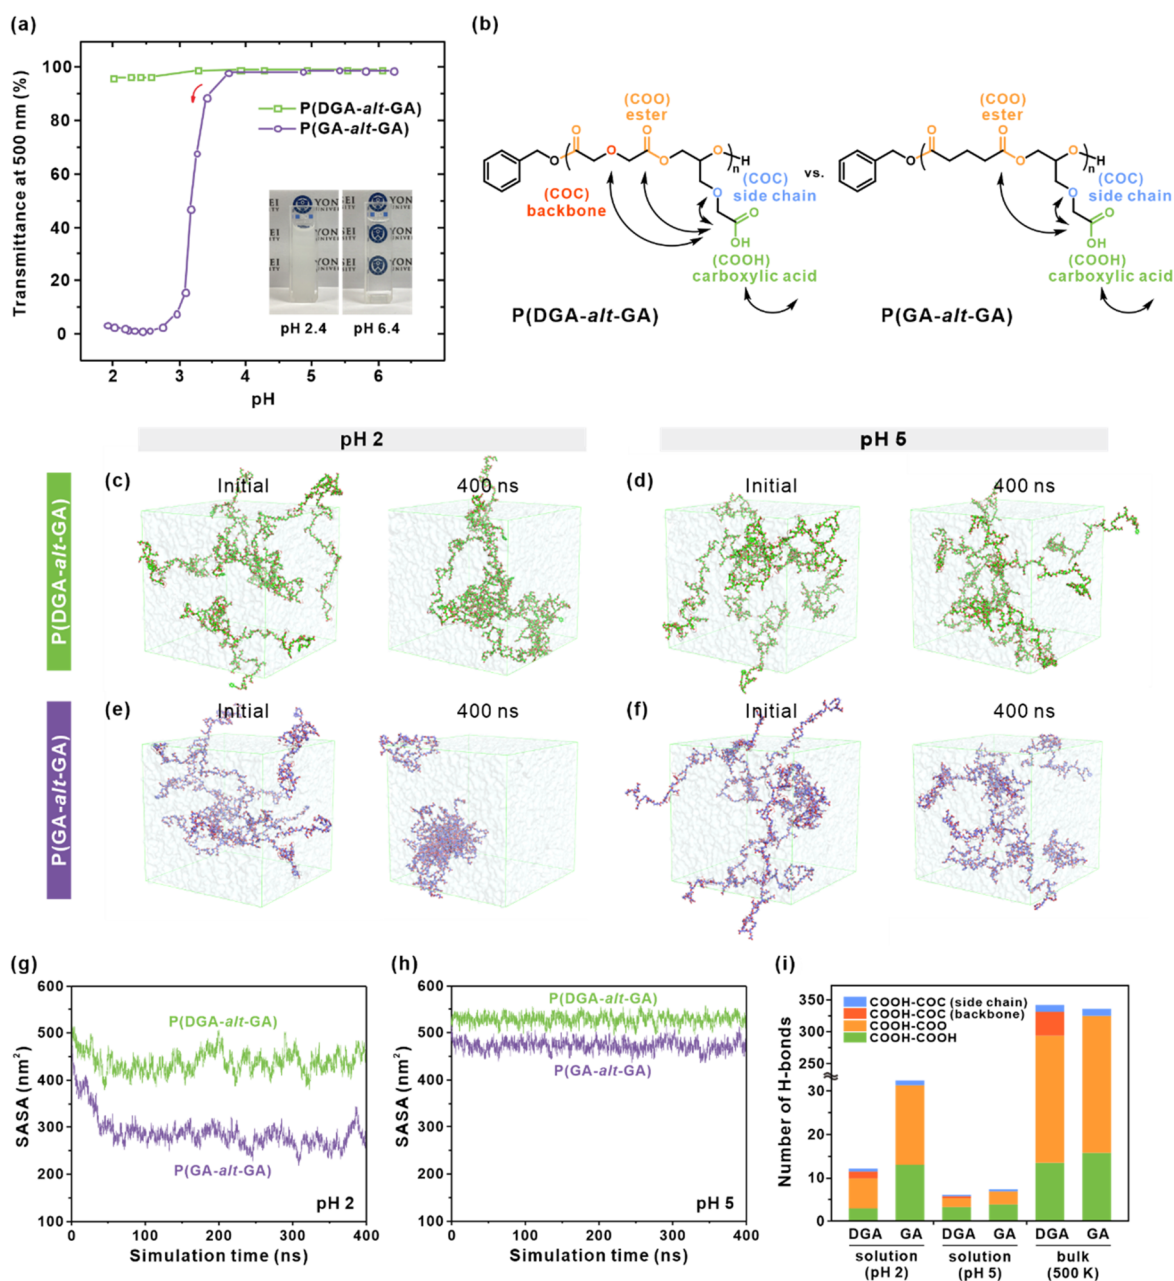 (a)
Transmittance at 500 nm (%)
100
80
60
40
20
0
2
3
4
5
6
pH
P(DGA-alt-GA)
P(GA-alt-GA)
SEI
YON
UNIVERSITY
YON
pH 2.4
pH 6.4
(b)
(COO)
ester
O
O
O
O
O
O
H
n
(COC)
backbone
O
(COC)
side chain
O
OH
(COOH)
carboxylic acid
P(DGA-alt-GA)
vs.
(COO)
ester
O
O
O
O
O
H
n
O
(COC)
side chain
O
OH
(COOH)
carboxylic acid
P(GA-alt-GA)
pH 2
pH 5
P(DGA-alt-GA)
(c)
Initial
400 ns
(d)
Initial
400 ns
P(GA-alt-GA)
(e)
Initial
400 ns
(f)
Initial
400 ns
(g)
SASA (nm2)
600
500
400
300
200
100
P(DGA-alt-GA)
P(GA-alt-GA)
pH 2
0
100
200
300
400
Simulation time (ns)
(h)
SASA (nm2)
600
500
400
300
200
100
P(DGA-alt-GA)
P(GA-alt-GA)
pH 5
0
100
200
300
400
Simulation time (ns)
(i)
Number of H-bonds
350
300
250
30
20
10
0
COOH-COC (side chain)
COOH-COC (backbone)
COOH-COO
COOH-COOH
DGA GA
DGA GA
DGA GA
solution
(pH 2)
solution
(pH 5)
bulk
(500 K)